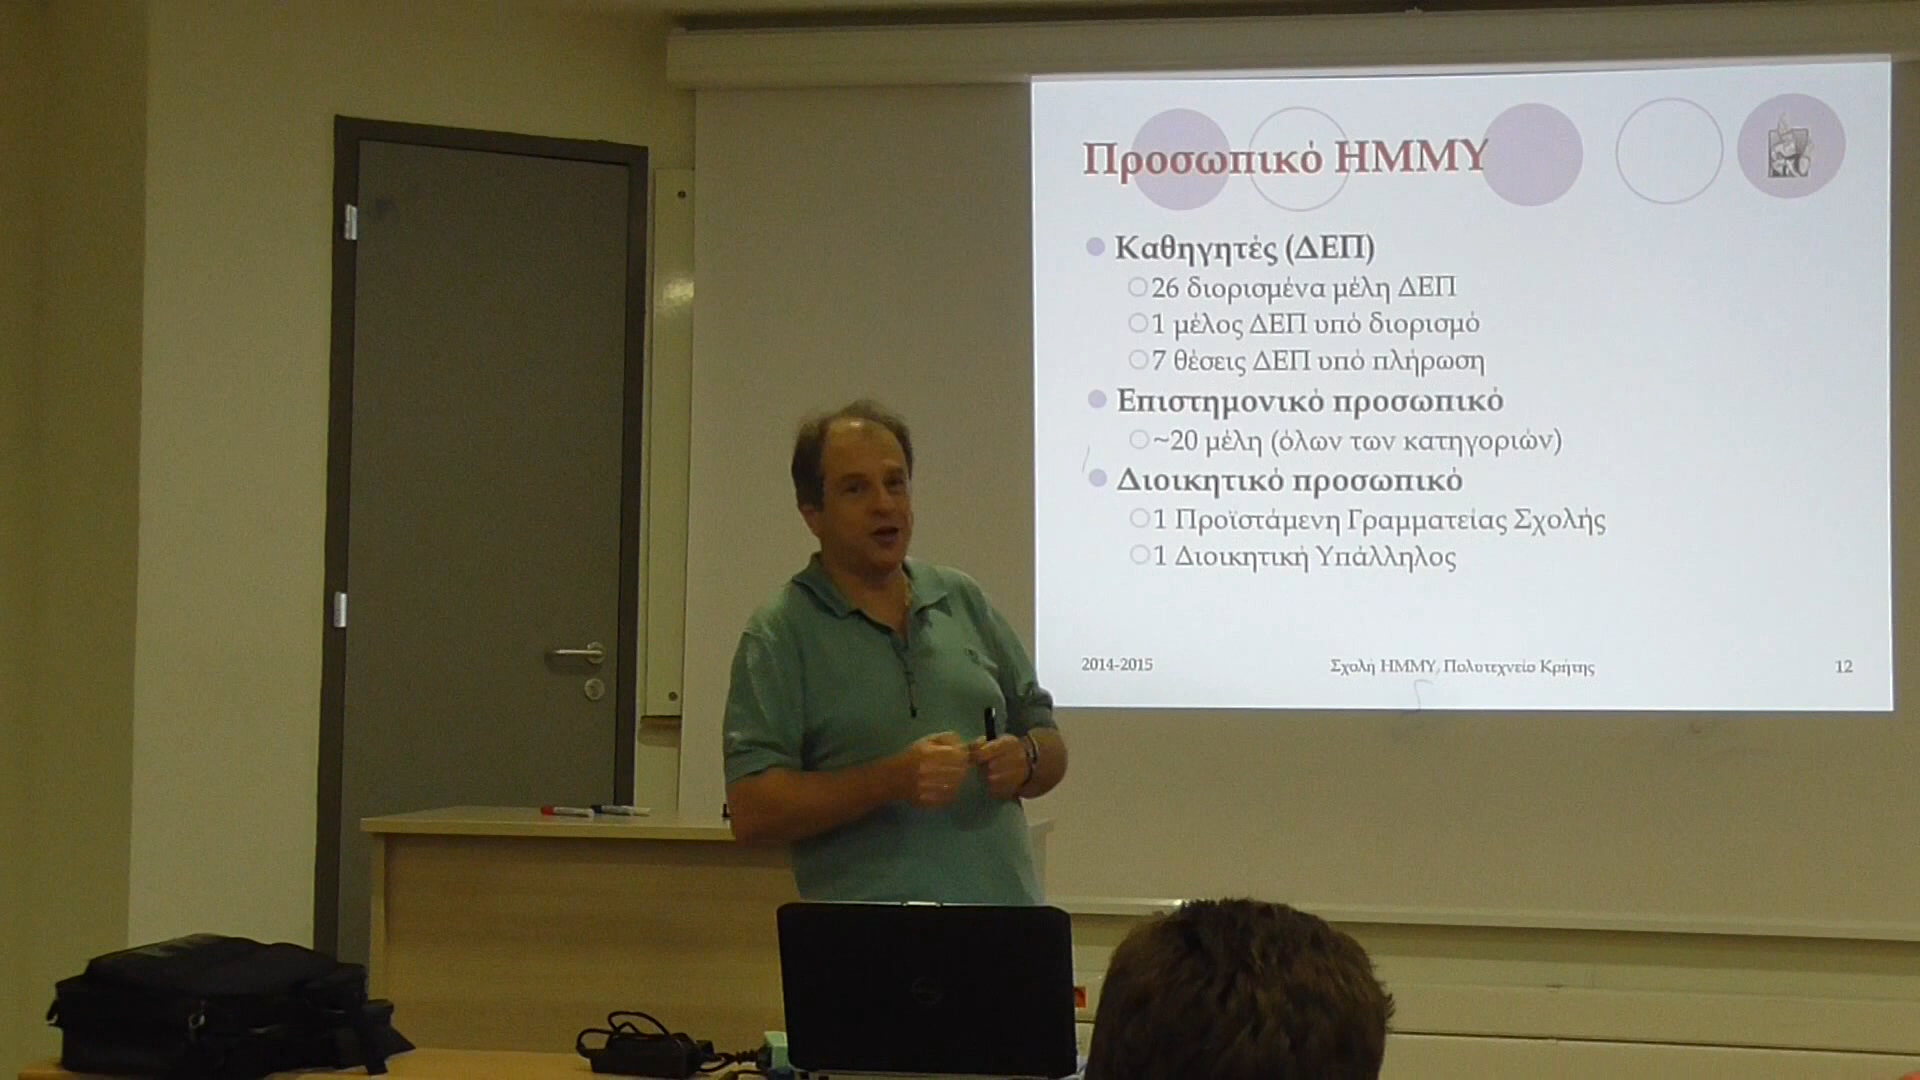 Προσωπικό ΗΜΜΥ
Καθηγητές (ΔΕΠ)
26 διορισμένα μέλη ΔΕΠ
1 μέλος ΔΕΠ υπό διορισμό
7 θέσεις ΔΕΠ υπό πλήρωση
Επιστημονικό προσωπικό
~20 μέλη (όλων των κατηγοριών)
Διοικητικό προσωπικό
1 Προϊστάμενη Γραμματείας Σχολής
1 Διοικητική Υπάλληλος
2014-2015 Σχολή ΗΜΜΥ, Πολυτεχνείο Κρήτης 12